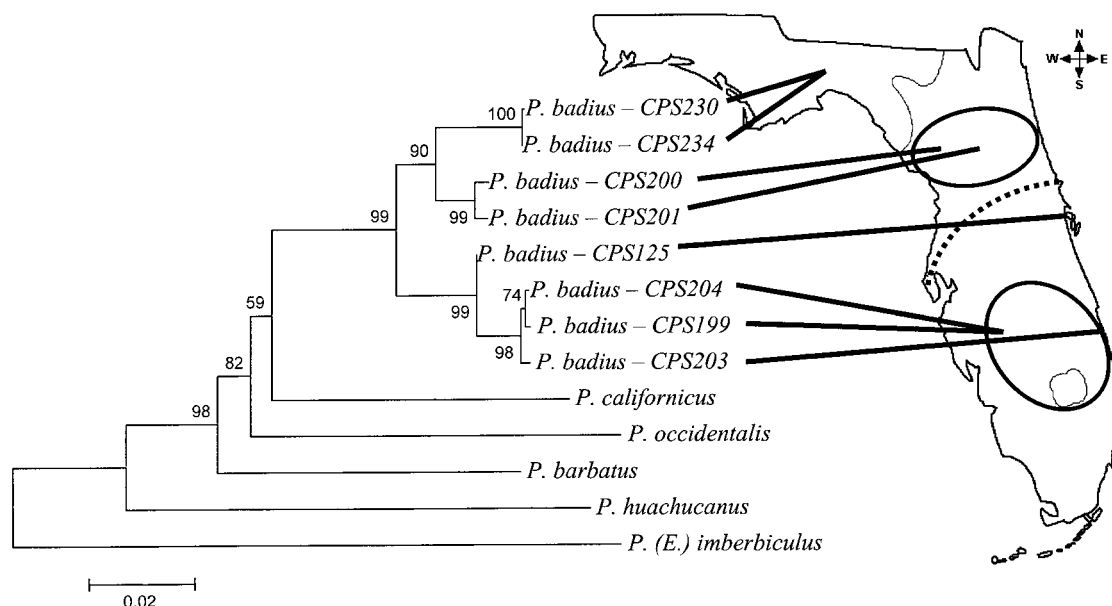 N
W E
S
100
P. badius – CPS230
P. badius – CPS234
90
P. badius – CPS200
99
P. badius – CPS201
99
P. badius – CPS125
74
P. badius – CPS204
99
P. badius – CPS199
98
P. badius – CPS203
59
P. californicus
82
P. occidentalis
98
P. barbatus
P. huachucanus
P. (E.) imberbiculus
0.02